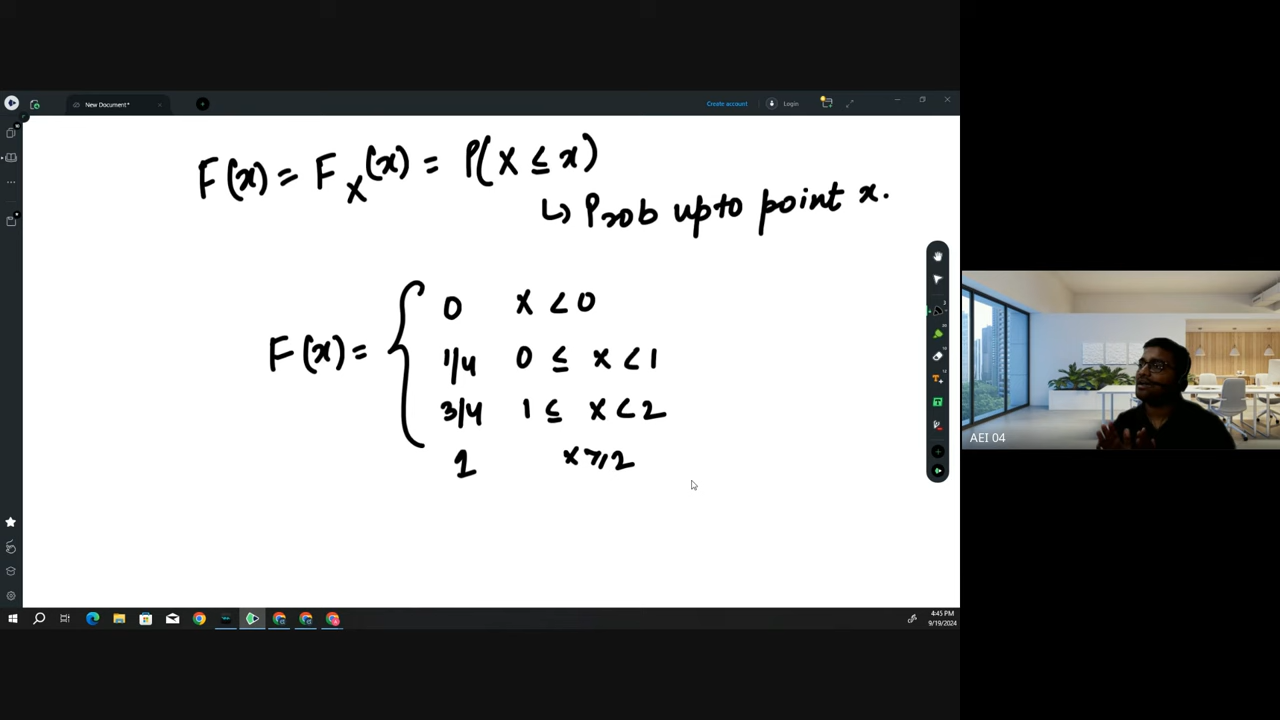 New Document*
Create account
Login
F(x) = F_X(x) = P(X ≤ x)
↳ Prob upto point x.
F(x) = {
0 x < 0
1/4 0 ≤ x < 1
3/4 1 ≤ x < 2
1 x ≥ 2
AEI 04
4:45 PM
9/19/2024